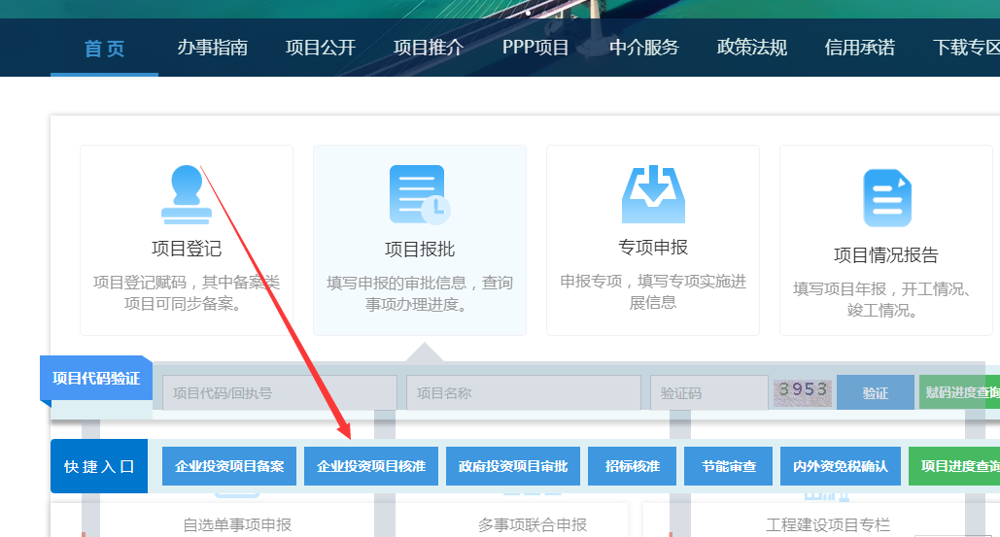 首页 办事指南 项目公开 项目推介 PPP项目 中介服务 政策法规 信用承诺 下载专区
项目登记
项目登记赋码，其中备案类
项目可同步备案。
项目报批
填写申报的审批信息，查询
事项办理进度。
专项申报
申报专项，填写专项实施进
展信息
项目情况报告
填写项目年报，开工情况、
竣工情况。
项目代码验证 项目代码/回执号 项目名称 验证码 3953 验证 赋码进度查询
快捷入口 企业投资项目备案 企业投资项目核准 政府投资项目审批 招标核准 节能审查 内外资免税确认 项目进度查询
自选单事项申报 多事项联合申报 工程建设项目专栏